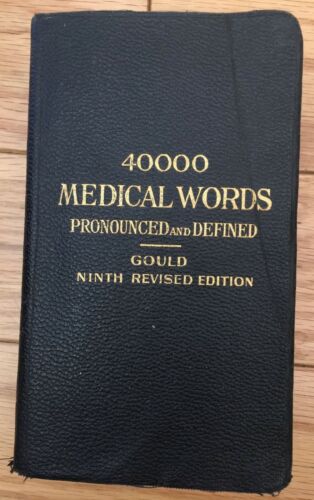 40000
MEDICAL WORDS
PRONOUNCED AND DEFINED
GOULD
NINTH REVISED EDITION